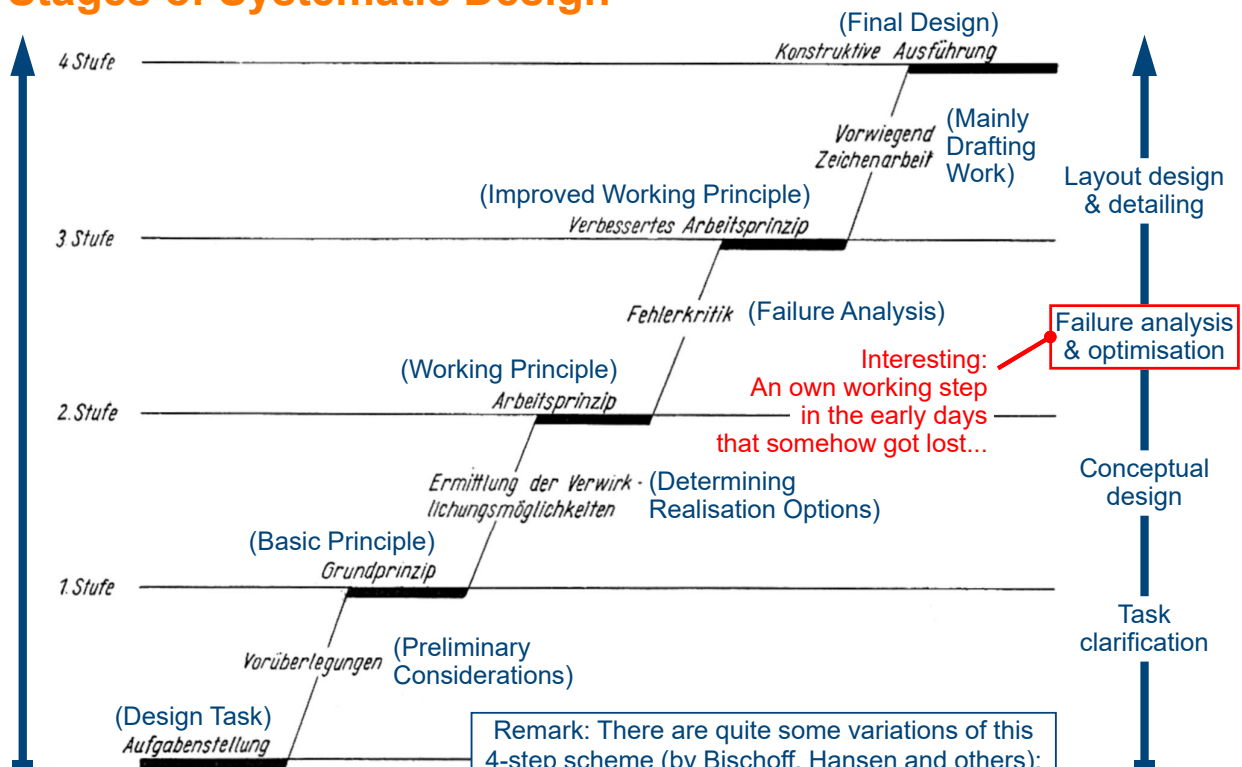 Stages of Systematic Design
(Final Design)
4 Stufe
Konstruktive Ausführung
Vorwiegend
Zeichenarbeit
(Mainly
Drafting
Work)
Layout design
& detailing
(Improved Working Principle)
Verbessertes Arbeitsprinzip
3. Stufe
Fehlerkritik
(Failure Analysis)
Failure analysis
& optimisation
Interesting:
An own working step
in the early days
that somehow got lost...
(Working Principle)
Arbeitsprinzip
2. Stufe
Ermittlung der Verwirk-
lichungsmöglichkeiten
(Determining
Realisation Options)
Conceptual
design
(Basic Principle)
Grundprinzip
1. Stufe
Task
clarification
Vorüberlegungen
(Preliminary
Considerations)
(Design Task)
Aufgabenstellung
Remark: There are quite some variations of this
4-step scheme (by Bischoff, Hansen and others):